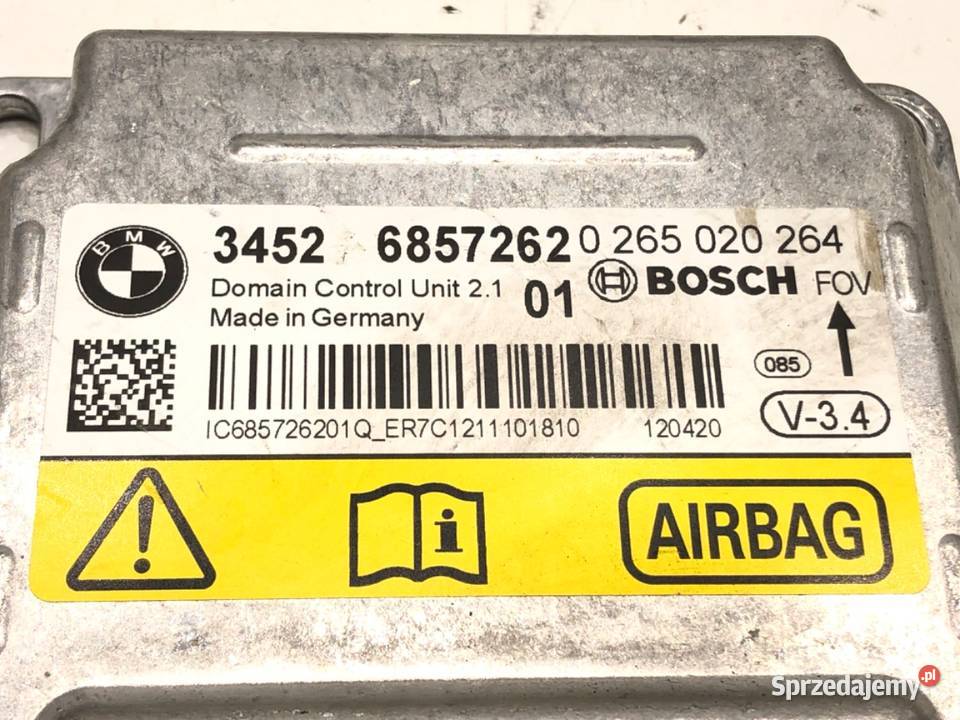 BMW
3452 6857262 0 265 020 264
Domain Control Unit 2.1 01 BOSCH FOV
Made in Germany
085
IC685726201Q_ER7C1211101810 120420
V-3.4
AIRBAG
Sprzedajemy.pl